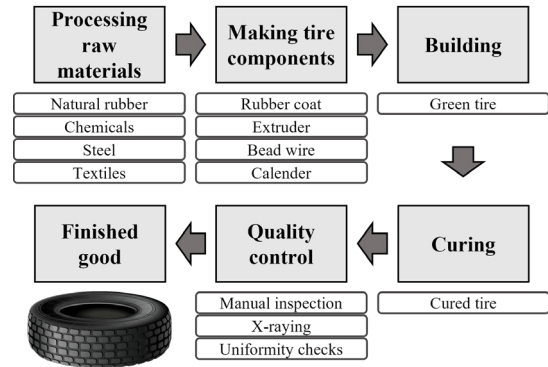 Processing
raw
materials
Making tire
components
Building
Natural rubber
Chemicals
Steel
Textiles
Rubber coat
Extruder
Bead wire
Calender
Green tire
Finished
good
Quality
control
Curing
Manual inspection
X-raying
Uniformity checks
Cured tire